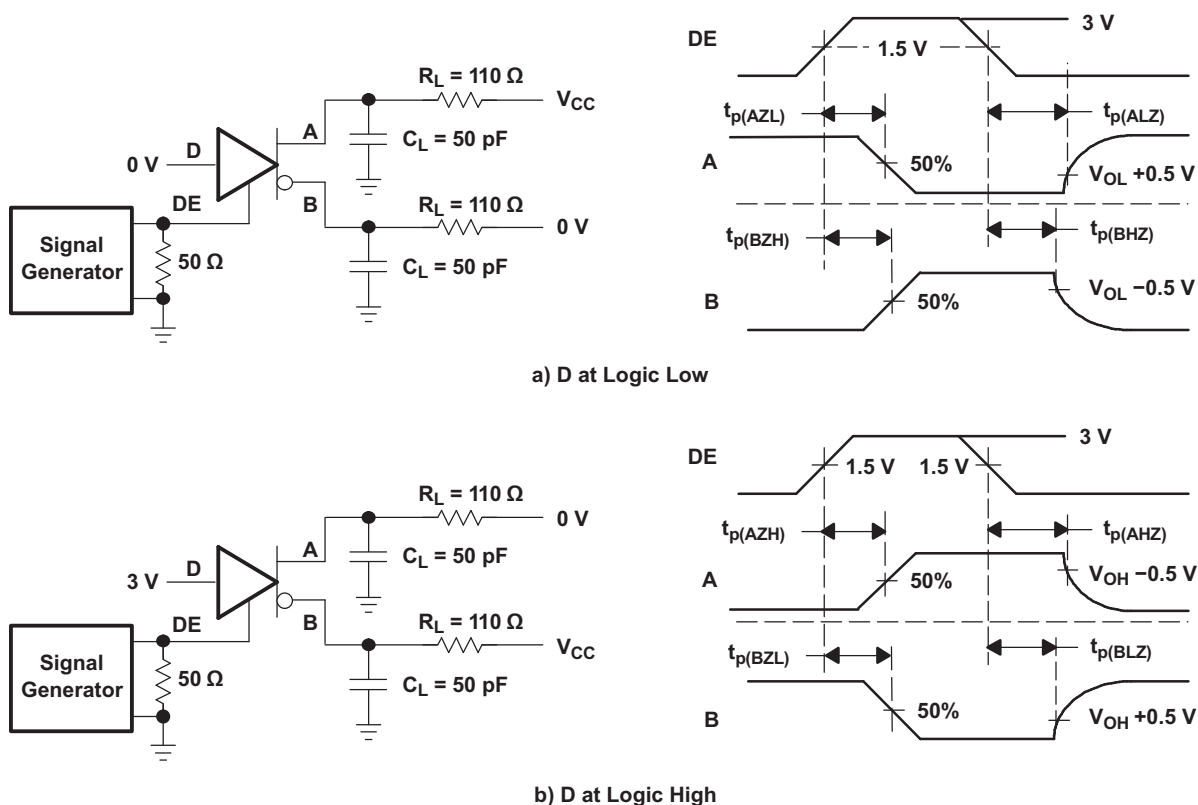 R_L = 110 Ω
V_CC
A
C_L = 50 pF
0 V
D
B
DE
R_L = 110 Ω
0 V
C_L = 50 pF
Signal
Generator
50 Ω
DE
3 V
1.5 V
t_p(AZL)
t_p(ALZ)
A
50%
V_OL +0.5 V
t_p(BZH)
t_p(BHZ)
B
50%
V_OL −0.5 V
a) D at Logic Low
R_L = 110 Ω
0 V
A
C_L = 50 pF
3 V
D
B
DE
R_L = 110 Ω
V_CC
C_L = 50 pF
Signal
Generator
50 Ω
DE
3 V
1.5 V
1.5 V
t_p(AZH)
t_p(AHZ)
A
50%
V_OH −0.5 V
t_p(BZL)
t_p(BLZ)
B
50%
V_OH +0.5 V
b) D at Logic High